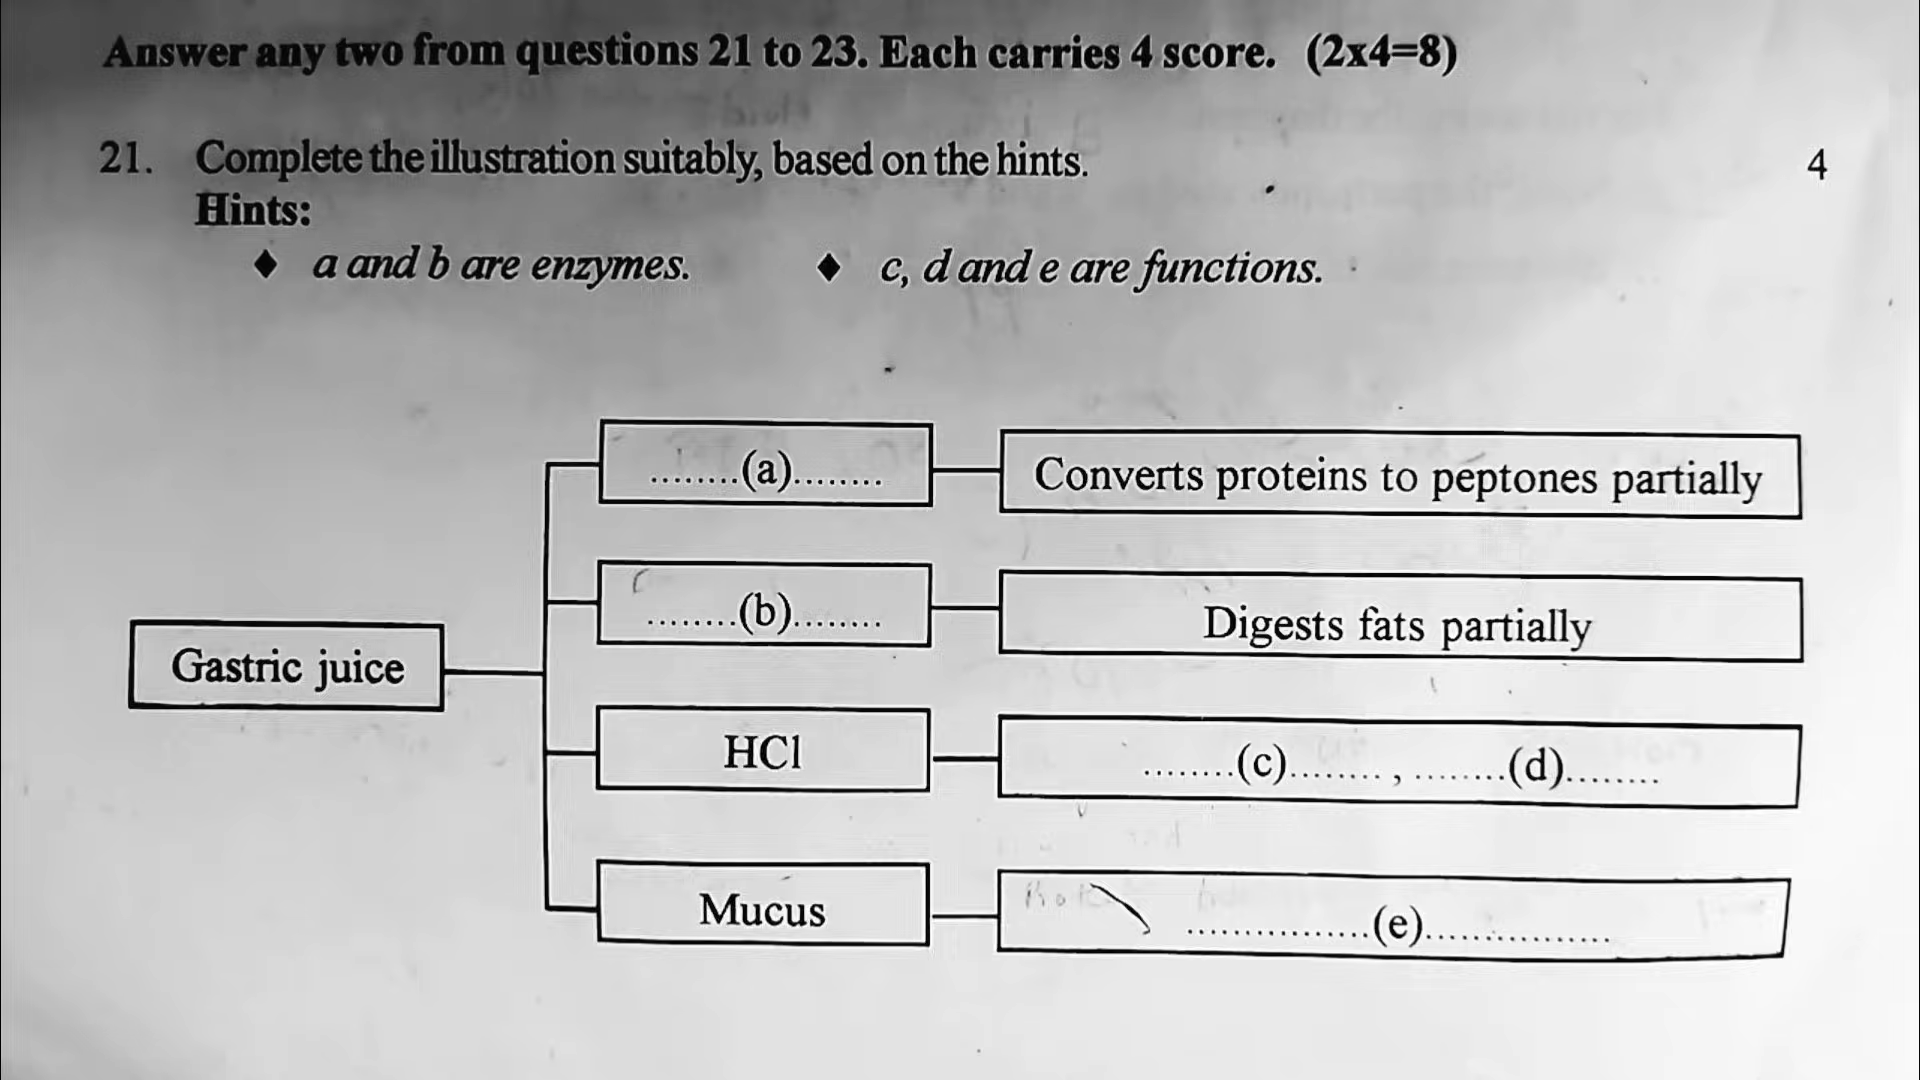 Answer any two from questions 21 to 23. Each carries 4 score. (2x4=8)
21. Complete the illustration suitably, based on the hints. 4
Hints:
♦ a and b are enzymes. ♦ c, d and e are functions.
........(a)........ Converts proteins to peptones partially
........(b)........ Digests fats partially
Gastric juice
HCl ........(c)........ , ........(d)........
Mucus ................(e)................